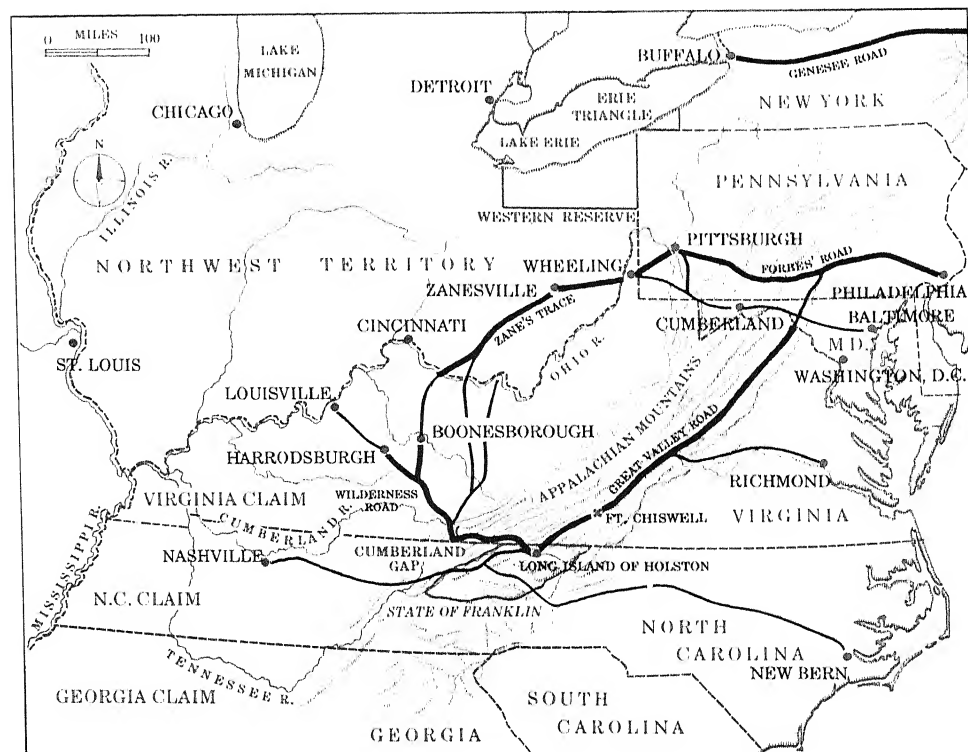 MILES
0 100
LAKE
MICHIGAN
CHICAGO
DETROIT
BUFFALO
GENESEE ROAD
NEW YORK
ERIE
TRIANGLE
LAKE ERIE
N
ILLINOIS R.
PENNSYLVANIA
WESTERN RESERVE
PITTSBURGH
FORBES' ROAD
NORTHWEST TERRITORY
WHEELING
ZANESVILLE
PHILADELPHIA
BALTIMORE
CUMBERLAND
MD.
ZANE'S TRACE
CINCINNATI
OHIO R.
ST. LOUIS
WASHINGTON, D.C.
LOUISVILLE
APPALACHIAN MOUNTAINS
GREAT VALLEY ROAD
BOONESBOROUGH
HARRODSBURGH
RICHMOND
WILDERNESS
ROAD
VIRGINIA CLAIM
VIRGINIA
FT. CHISWELL
CUMBERLAND R.
MISSISSIPPI R.
NASHVILLE
CUMBERLAND
GAP
LONG ISLAND OF HOLSTON
N.C. CLAIM
STATE OF FRANKLIN
NORTH
CAROLINA
NEW BERN
TENNESSEE R.
GEORGIA CLAIM
SOUTH
CAROLINA
GEORGIA